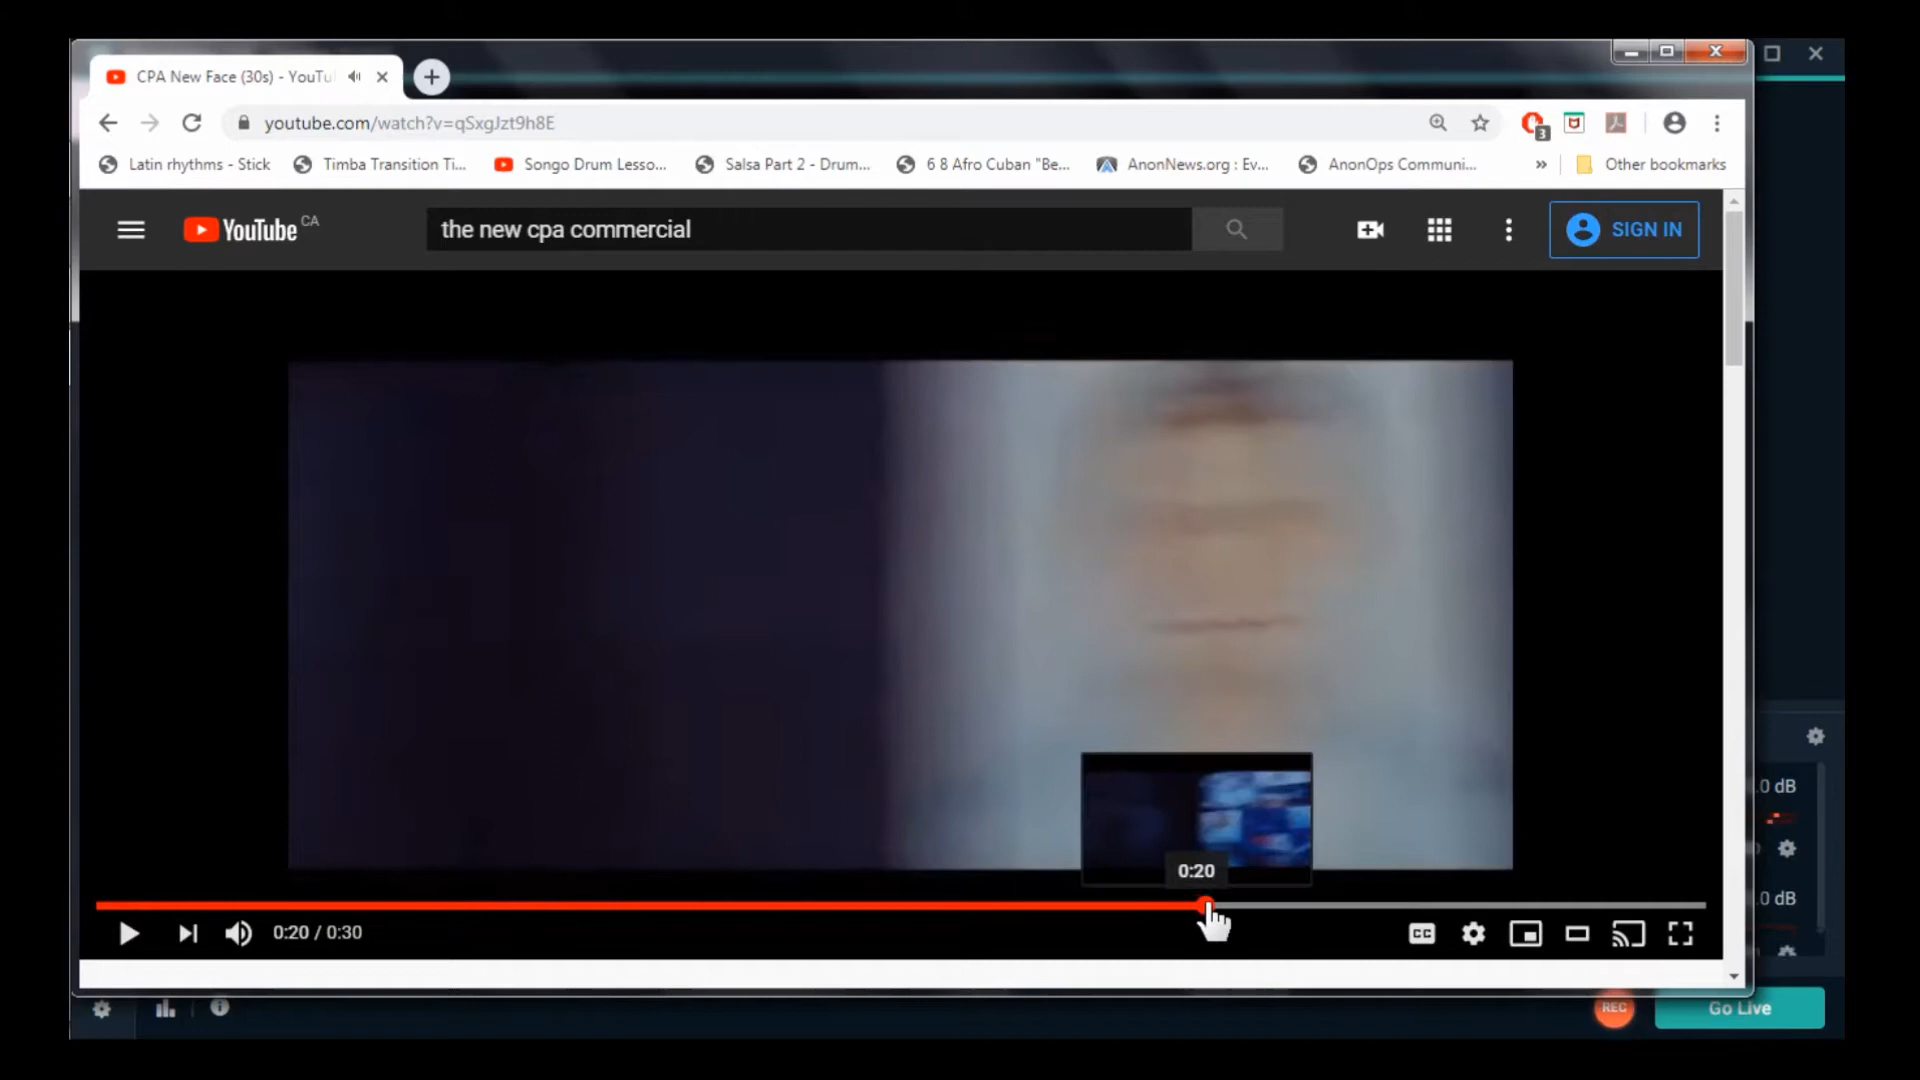 CPA New Face (30s) - YouTu
youtube.com/watch?v=qSxgJzt9h8E
3
Latin rhythms - Stick
Timba Transition Ti...
Songo Drum Lesso...
Salsa Part 2 - Drum...
6 8 Afro Cuban "Be...
AnonNews.org : Ev...
AnonOps Communi...
»
Other bookmarks
YouTube CA
the new cpa commercial
SIGN IN
0:20
0:20 / 0:30
CC
.0 dB
.0 dB
REC
Go Live